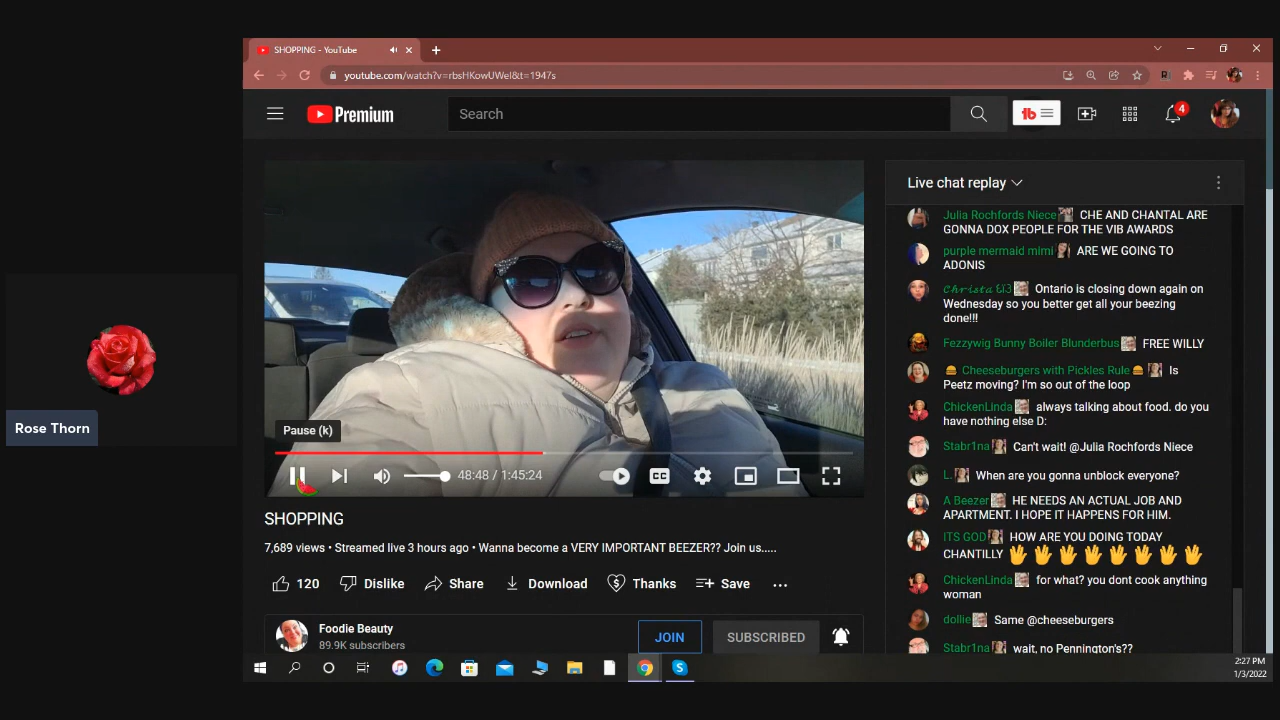 SHOPPING - YouTube
youtube.com/watch?v=rbsHKowUWeI&t=1947s
Premium
Search
4
Live chat replay
Julia Rochfords Niece CHE AND CHANTAL ARE
GONNA DOX PEOPLE FOR THE VIB AWARDS
purple mermaid mimi ARE WE GOING TO
ADONIS
Ontario is closing down again on
Wednesday so you better get all your beezing
done!!!
Fezzywig Bunny Boiler Blunderbus FREE WILLY
🍔 Cheeseburgers with Pickles Rule 🍔 Is
Peetz moving? I'm so out of the loop
ChickenLinda always talking about food. do you
have nothing else D:
Stabr1na Can't wait! @Julia Rochfords Niece
L. When are you gonna unblock everyone?
A Beezer HE NEEDS AN ACTUAL JOB AND
APARTMENT. I HOPE IT HAPPENS FOR HIM.
ITS GOD HOW ARE YOU DOING TODAY
CHANTILLY 🖖🖖🖖🖖🖖🖖🖖🖖
ChickenLinda for what? you dont cook anything
woman
dollie Same @cheeseburgers
Stabr1na wait, no Pennington's??
Rose Thorn
Pause (k)
48:48 / 1:45:24
CC
SHOPPING
7,689 views • Streamed live 3 hours ago • Wanna become a VERY IMPORTANT BEEZER?? Join us.....
120 Dislike Share Download Thanks Save ...
Foodie Beauty
89.9K subscribers
JOIN SUBSCRIBED
2:27 PM
1/3/2022